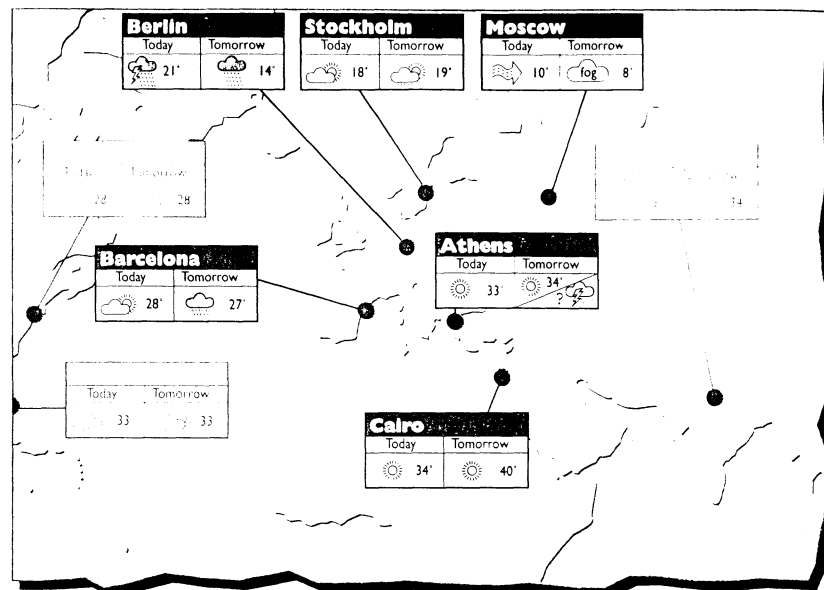 Berlin
Today Tomorrow
21° 14°
Stockholm
Today Tomorrow
18° 19°
Moscow
Today Tomorrow
10° fog 8°
Tomorrow
28 28
34
Barcelona
Today Tomorrow
28° 27°
Athens
Today Tomorrow
33° 34°
?
Today Tomorrow
33 33
Cairo
Today Tomorrow
34° 40°